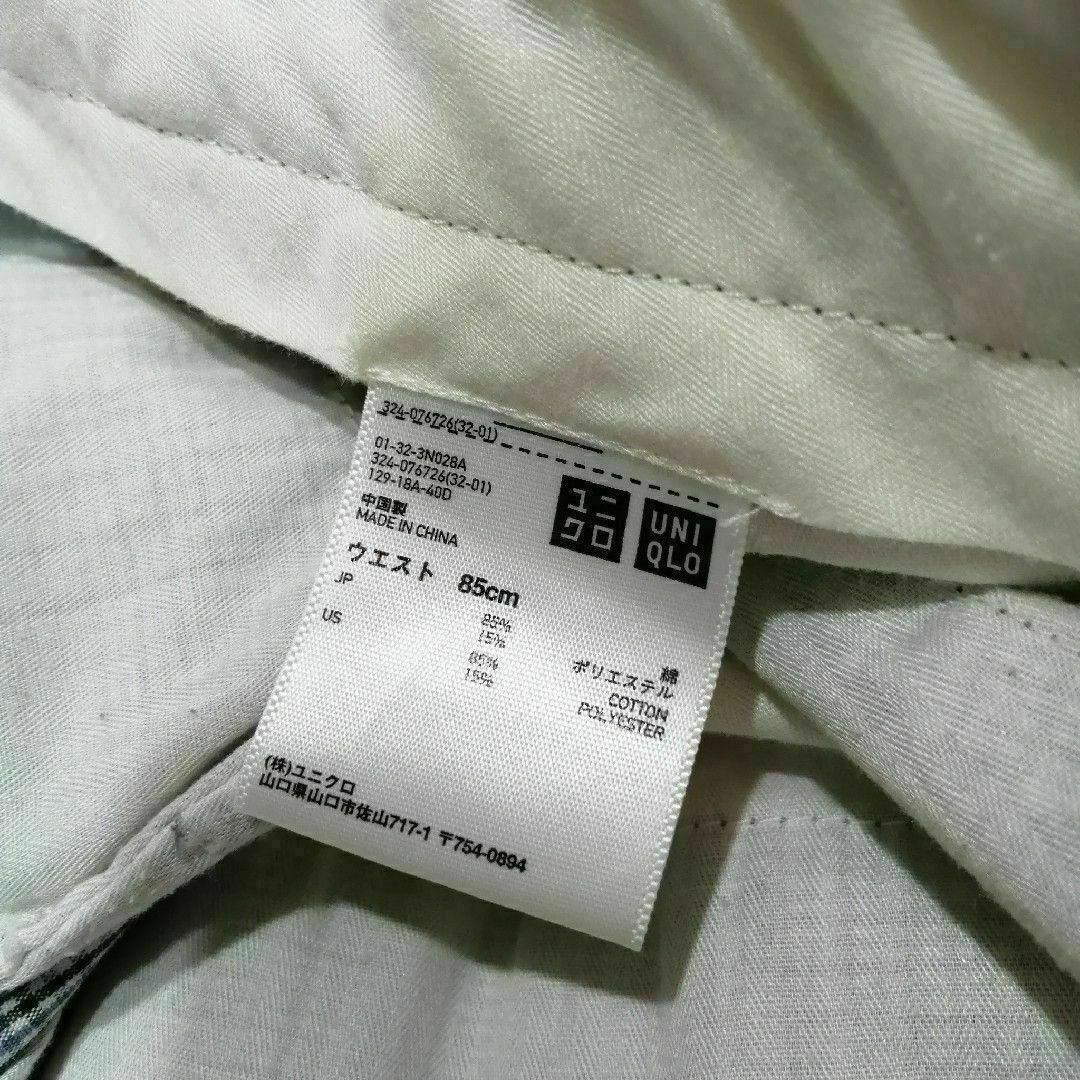 324-076726(32-01)
01-32-3N028A
324-076726(32-01)
129-18A-40D
中国製
MADE IN CHINA
ユニクロ
UNIQLO
ウエスト 85cm
JP 85% 綿
15% ポリエステル
US 85% COTTON
15% POLYESTER
(株)ユニクロ
山口県山口市佐山717-1 〒754-0894